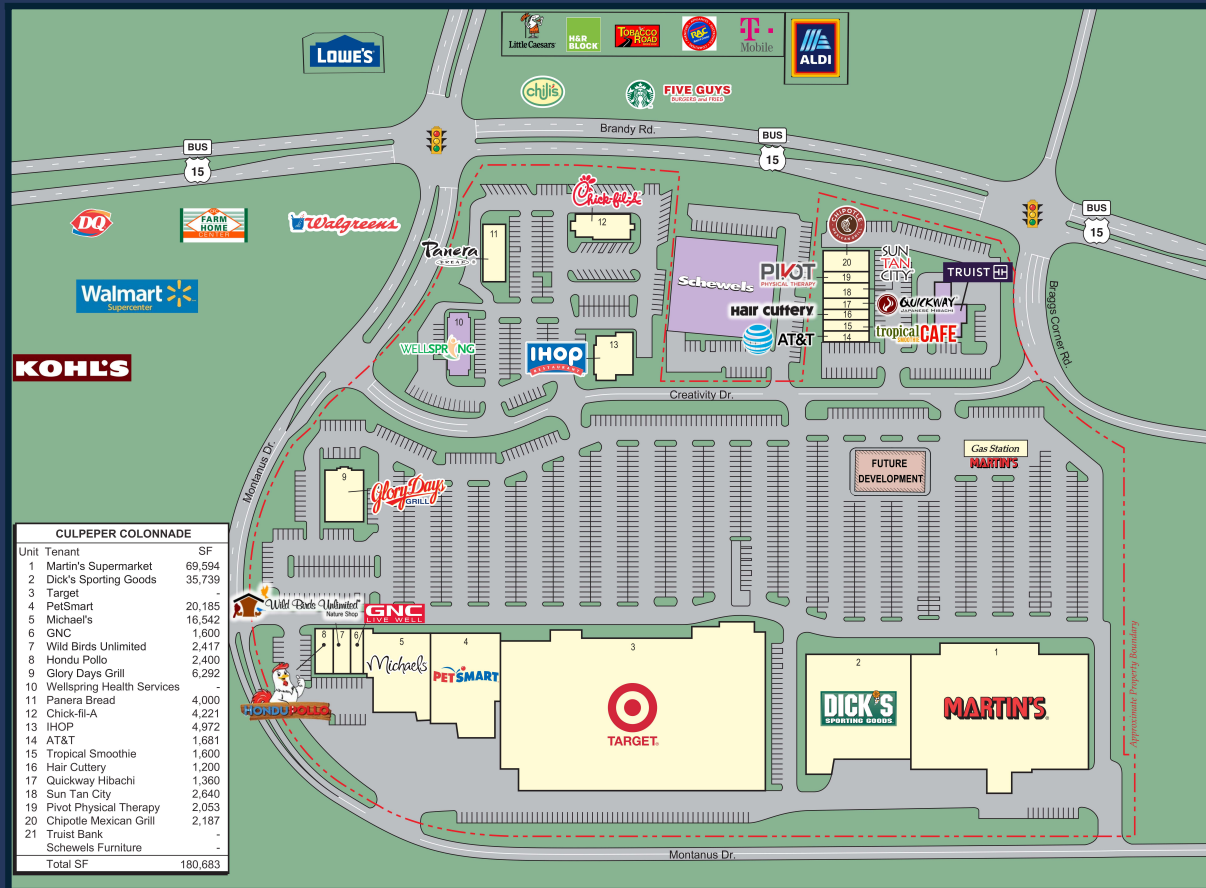 LOWE'S
Little Caesars
H&R
BLOCK
TOBACCO
ROAD
RAC
T
Mobile
ALDI
chili's
FIVE GUYS
BURGERS and FRIES
Brandy Rd.
BUS
15
BUS
15
BUS
15
DQ
FARM
HOME
CENTER
Walgreens
Walmart
Supercenter
KOHL'S
Panera
BREAD
11
Chick-fil-A
12
WELLSPRING
10
IHOP
RESTAURANT
13
Schewels
PIVOT
PHYSICAL THERAPY
Hair Cuttery
AT&T
CHIPOTLE
MEXICAN GRILL
20
19
18
17
16
15
14
SUN
TAN
CITY
QUICKWAY
JAPANESE HIBACHI
tropical
SMOOTHIE
CAFE
TRUIST
Braggs Corner Rd.
Creativity Dr.
Montanus Dr.
9
Glory Days
GRILL
FUTURE
DEVELOPMENT
Gas Station
MARTIN'S
Wild Birds Unlimited
Nature Shop
GNC
LIVE WELL
8
7
6
5
Michaels
4
PETSMART
3
TARGET
2
DICK'S
SPORTING GOODS
1
MARTIN'S
HONDUPOLLO
Approximate Property Boundary
Montanus Dr.
CULPEPER COLONNADE
Unit Tenant SF
1 Martin's Supermarket 69,594
2 Dick's Sporting Goods 35,739
3 Target -
4 PetSmart 20,185
5 Michael's 16,542
6 GNC 1,600
7 Wild Birds Unlimited 2,417
8 Hondu Pollo 2,400
9 Glory Days Grill 6,292
10 Wellspring Health Services -
11 Panera Bread 4,000
12 Chick-fil-A 4,221
13 IHOP 4,972
14 AT&T 1,681
15 Tropical Smoothie 1,600
16 Hair Cuttery 1,200
17 Quickway Hibachi 1,360
18 Sun Tan City 2,640
19 Pivot Physical Therapy 2,053
20 Chipotle Mexican Grill 2,187
21 Truist Bank -
Schewels Furniture -
Total SF 180,683